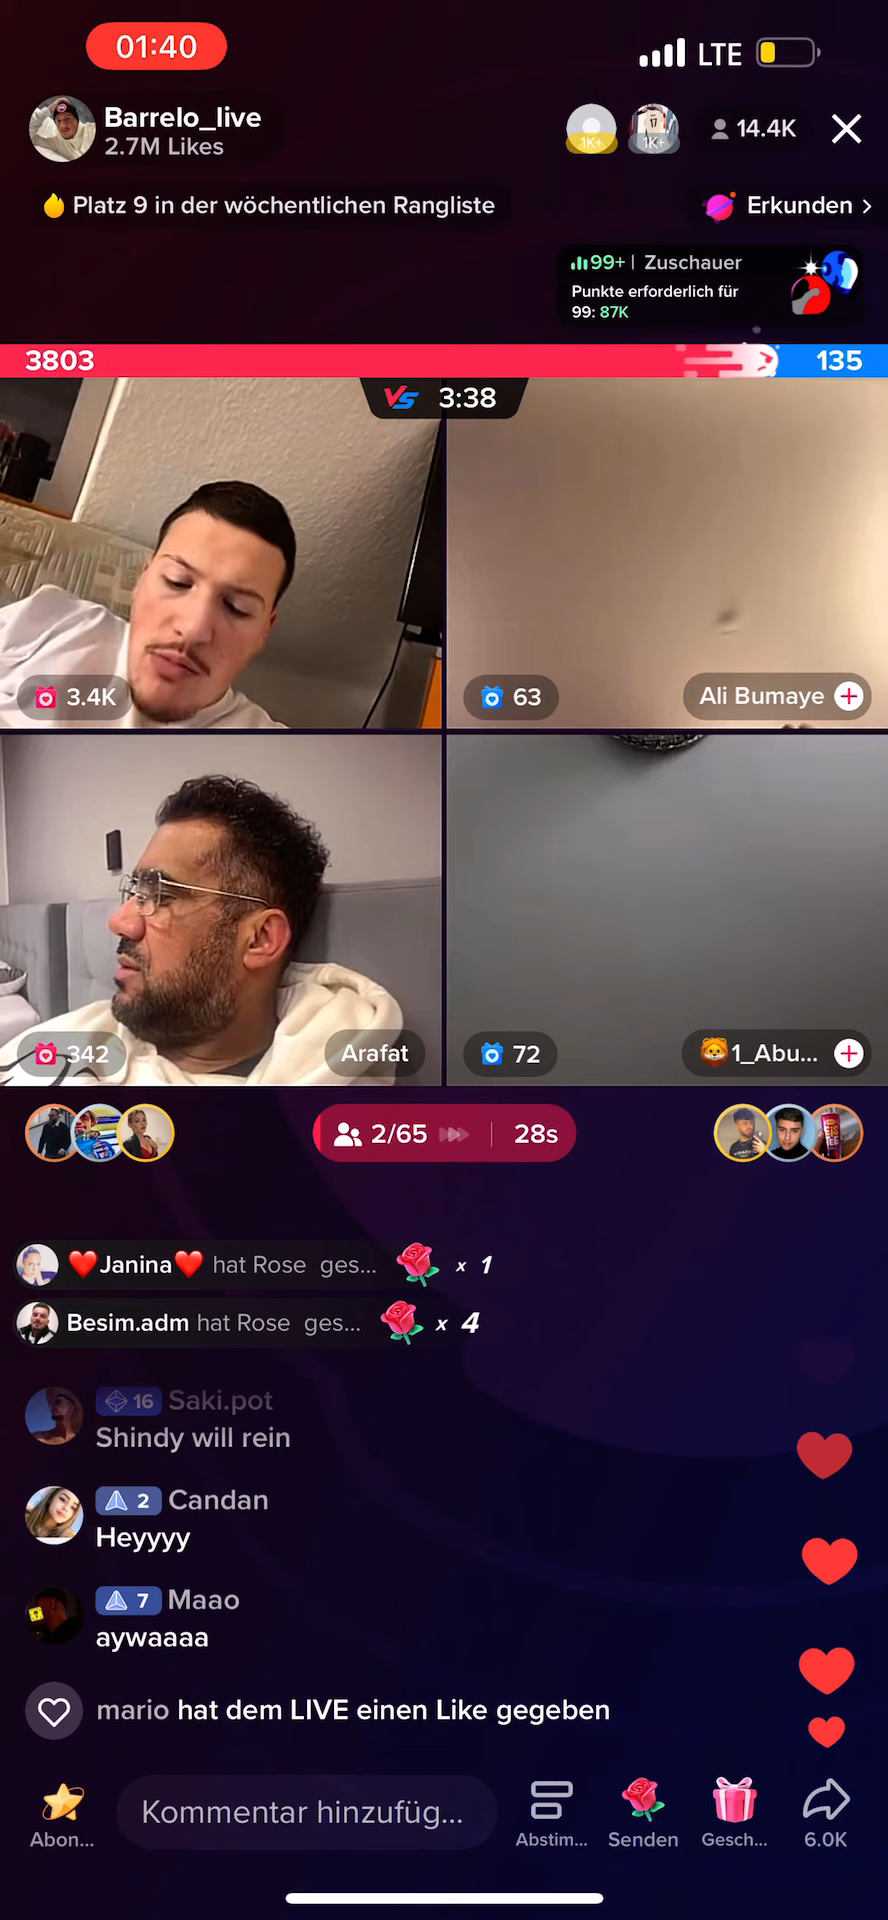 01:40
LTE
Barrelo_live
2.7M Likes
1K+
1K+
14.4K
Platz 9 in der wöchentlichen Rangliste
Erkunden >
99+ | Zuschauer
Punkte erforderlich für
99: 87K
3803
135
VS 3:38
3.4K
63
Ali Bumaye
342
Arafat
72
1_Abu...
2/65
28s
Janina hat Rose ges... x 1
Besim.adm hat Rose ges... x 4
16 Saki.pot
Shindy will rein
2 Candan
Heyyyy
7 Maao
aywaaaa
mario hat dem LIVE einen Like gegeben
Abon...
Kommentar hinzufüg...
Abstim...
Senden
Gesch...
6.0K